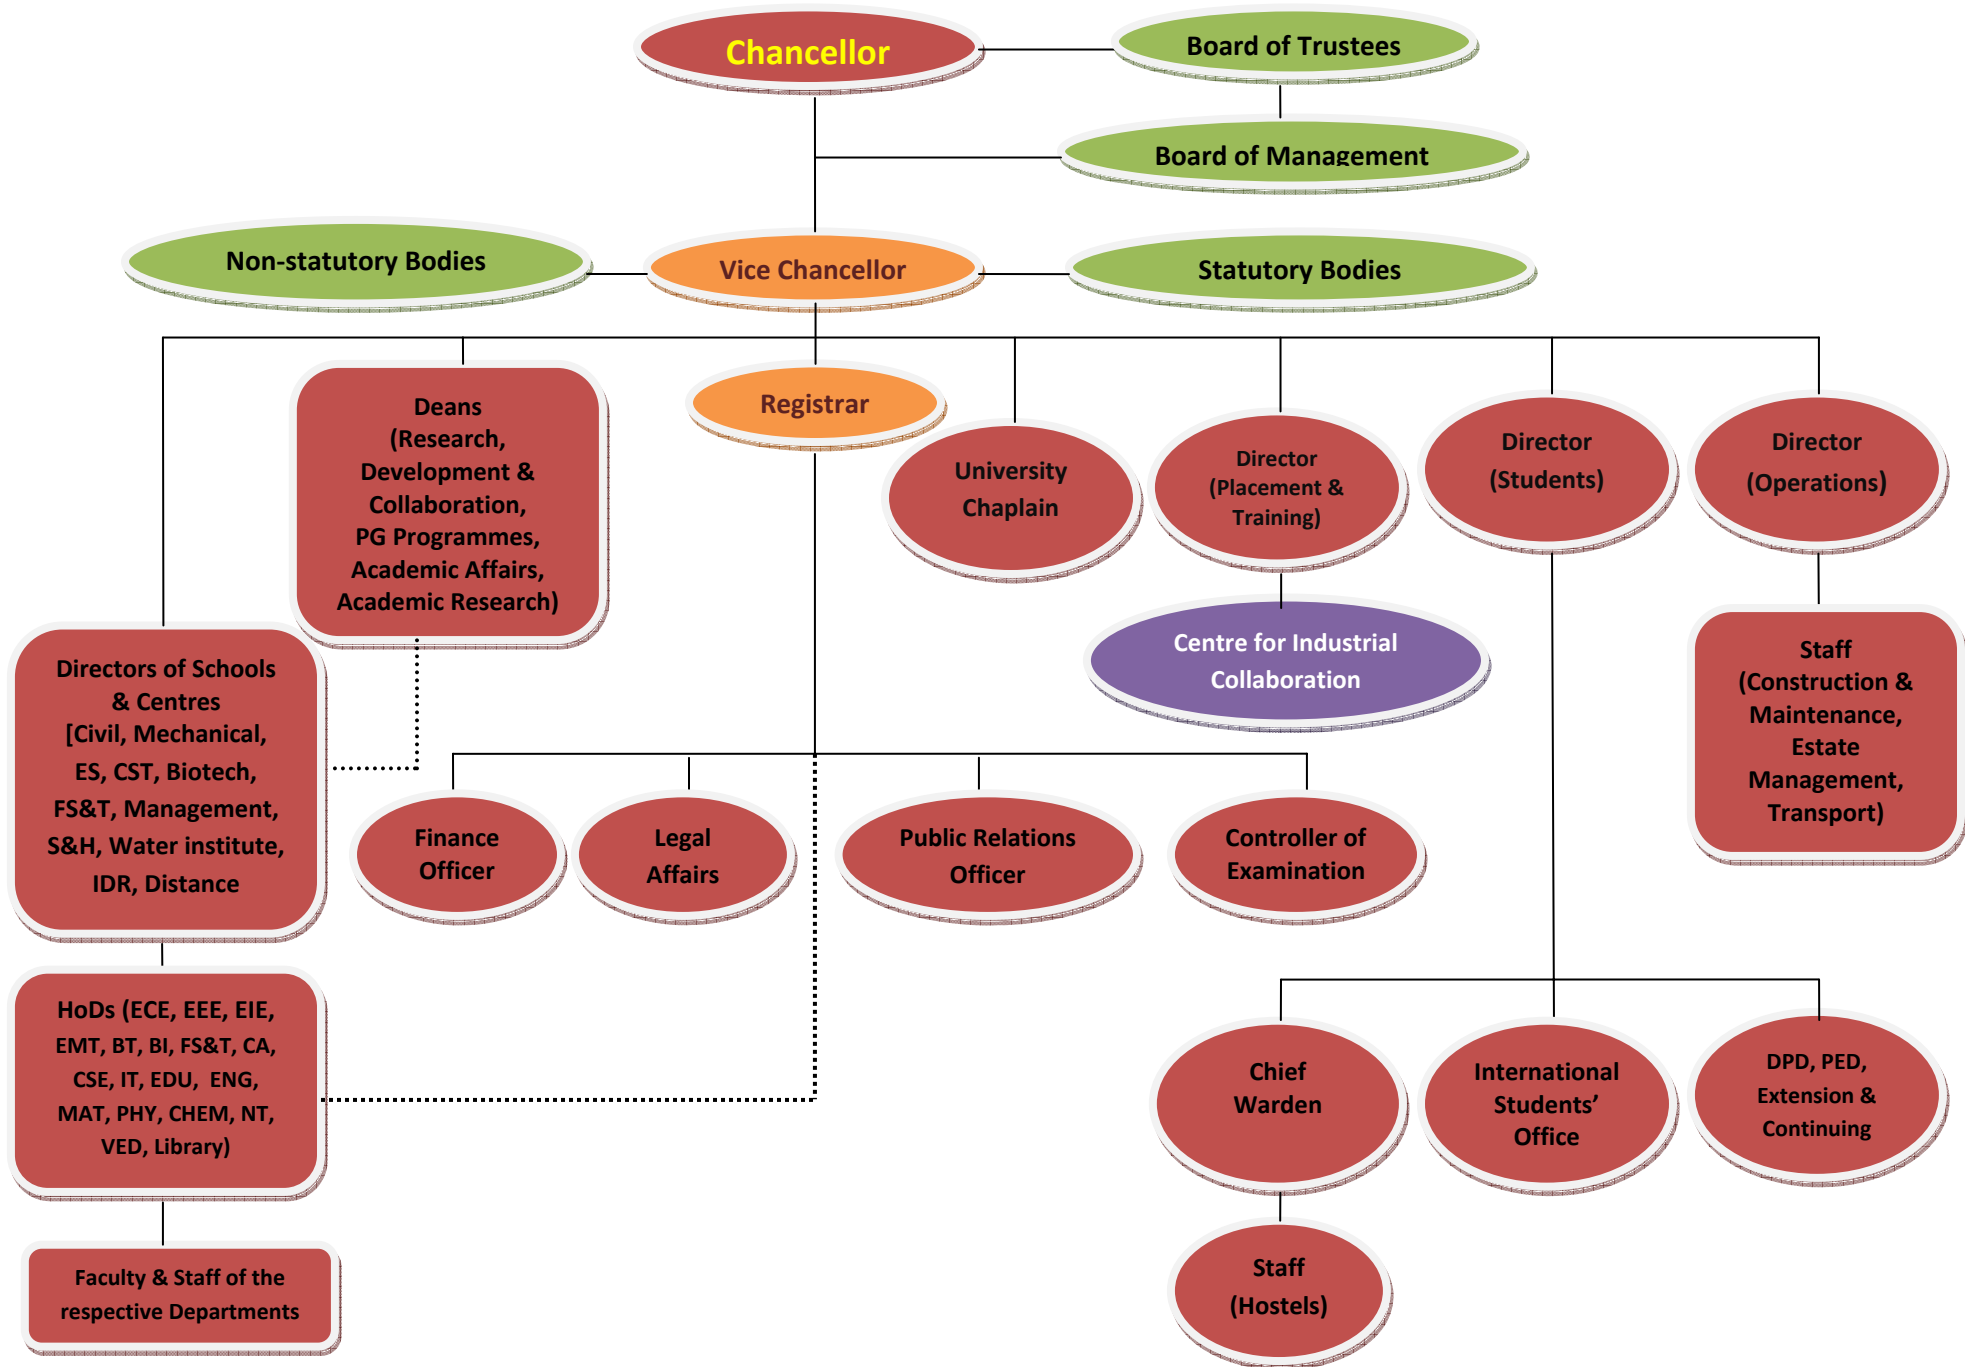 Chancellor
Board of Trustees
Board of Management
Non-statutory Bodies
Vice Chancellor
Statutory Bodies
Deans
(Research,
Development &
Collaboration,
PG Programmes,
Academic Affairs,
Academic Research)
Registrar
University
Chaplain
Director
(Placement &
Training)
Director
(Students)
Director
(Operations)
Centre for Industrial
Collaboration
Staff
(Construction &
Maintenance,
Estate
Management,
Transport)
Directors of Schools
& Centres
[Civil, Mechanical,
ES, CST, Biotech,
FS&T, Management,
S&H, Water institute,
IDR, Distance
Finance
Officer
Legal
Affairs
Public Relations
Officer
Controller of
Examination
HoDs (ECE, EEE, EIE,
EMT, BT, BI, FS&T, CA,
CSE, IT, EDU, ENG,
MAT, PHY, CHEM, NT,
VED, Library)
Chief
Warden
International
Students’
Office
DPD, PED,
Extension &
Continuing
Faculty & Staff of the
respective Departments
Staff
(Hostels)